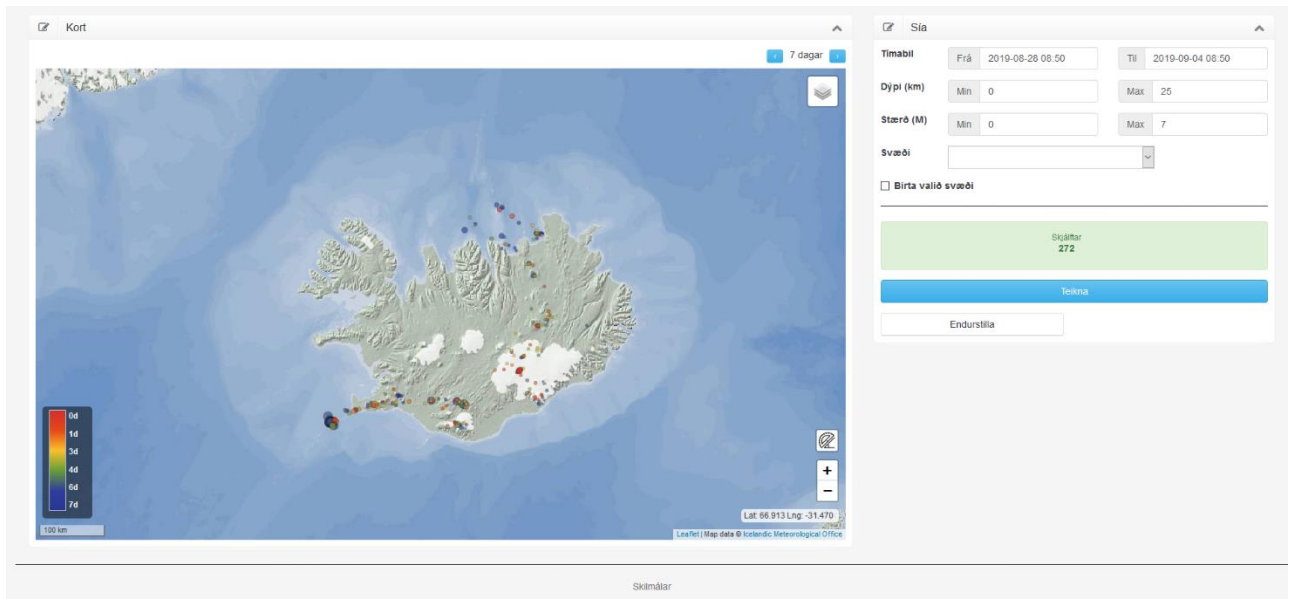 Kort
7 dagar
0d
1d
3d
4d
6d
7d
100 km
+
−
Lat: 66.913 Lng: -31.470
Leaflet | Map data © Icelandic Meteorological Office
Sía
Tímabil
Frá 2019-08-28 08:50
Til 2019-09-04 08:50
Dýpi (km)
Min 0
Max 25
Stærð (M)
Min 0
Max 7
Svæði
Birta valið svæði
Skjálftar
272
Teikna
Endurstilla
Skilmálar